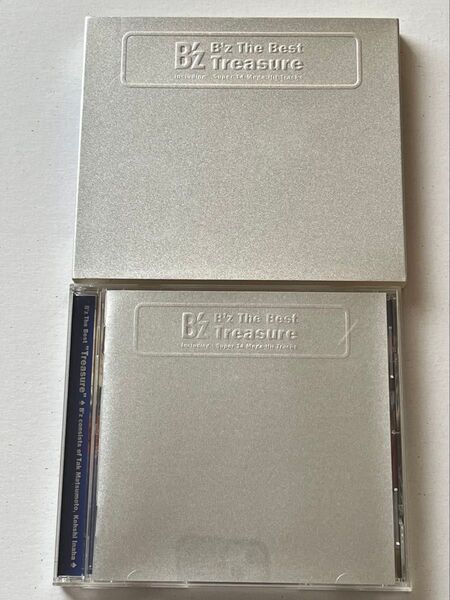 B'z B'z The Best
Treasure
Including : Super 14 Mega-Hit Tracks
B'z B'z The Best
Treasure
Including : Super 14 Mega-Hit Tracks
B'z The Best "Treasure" ♠ B'z consists of Tak Matsumoto, Kohshi Inaba ♠